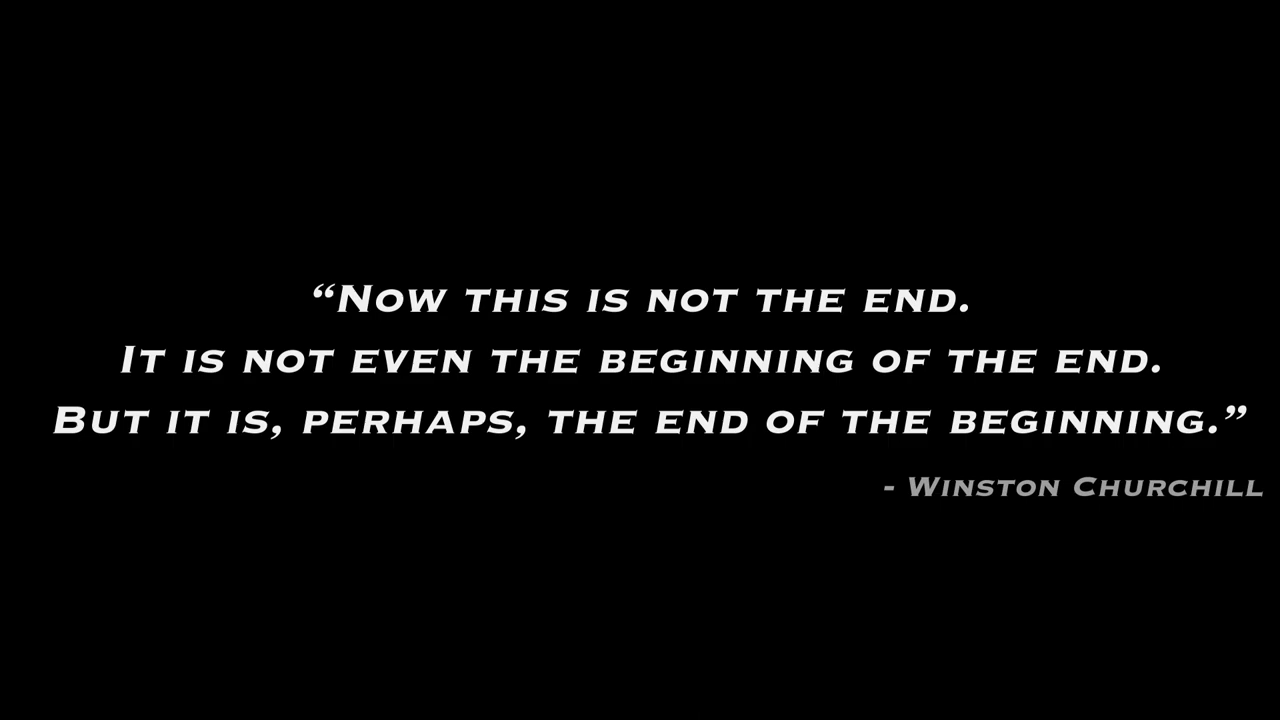 “Now this is not the end.
It is not even the beginning of the end.
But it is, perhaps, the end of the beginning.”
- Winston Churchill